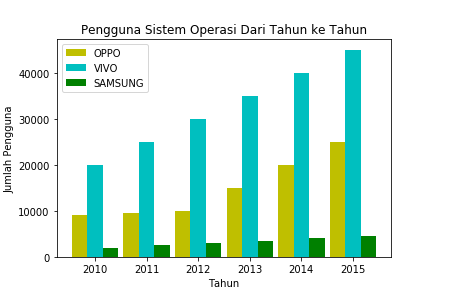 Pengguna Sistem Operasi Dari Tahun ke Tahun
OPPO
VIVO
SAMSUNG
Jumlah Pengguna
40000
30000
20000
10000
0
2010 2011 2012 2013 2014 2015
Tahun